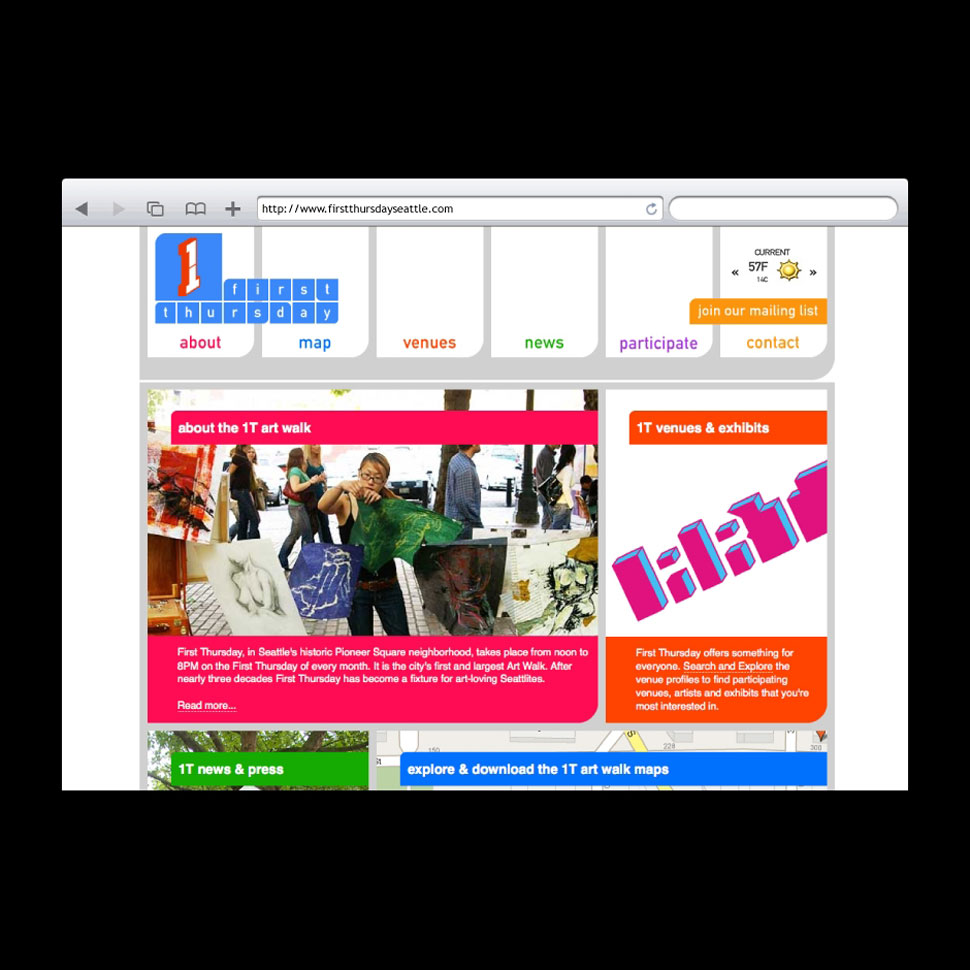 http://www.firstthursdayseattle.com
1
first
thursday
CURRENT
« 57F »
14C
join our mailing list
about
map
venues
news
participate
contact
about the 1T art walk
First Thursday, in Seattle's historic Pioneer Square neighborhood, takes place from noon to
8PM on the First Thursday of every month. It is the city's first and largest Art Walk. After
nearly three decades First Thursday has become a fixture for art-loving Seattlites.
Read more...
1T venues & exhibits
First Thursday offers something for
everyone. Search and Explore the
venue profiles to find participating
venues, artists and exhibits that you're
most interested in.
1T news & press
explore & download the 1T art walk maps
150
228
300